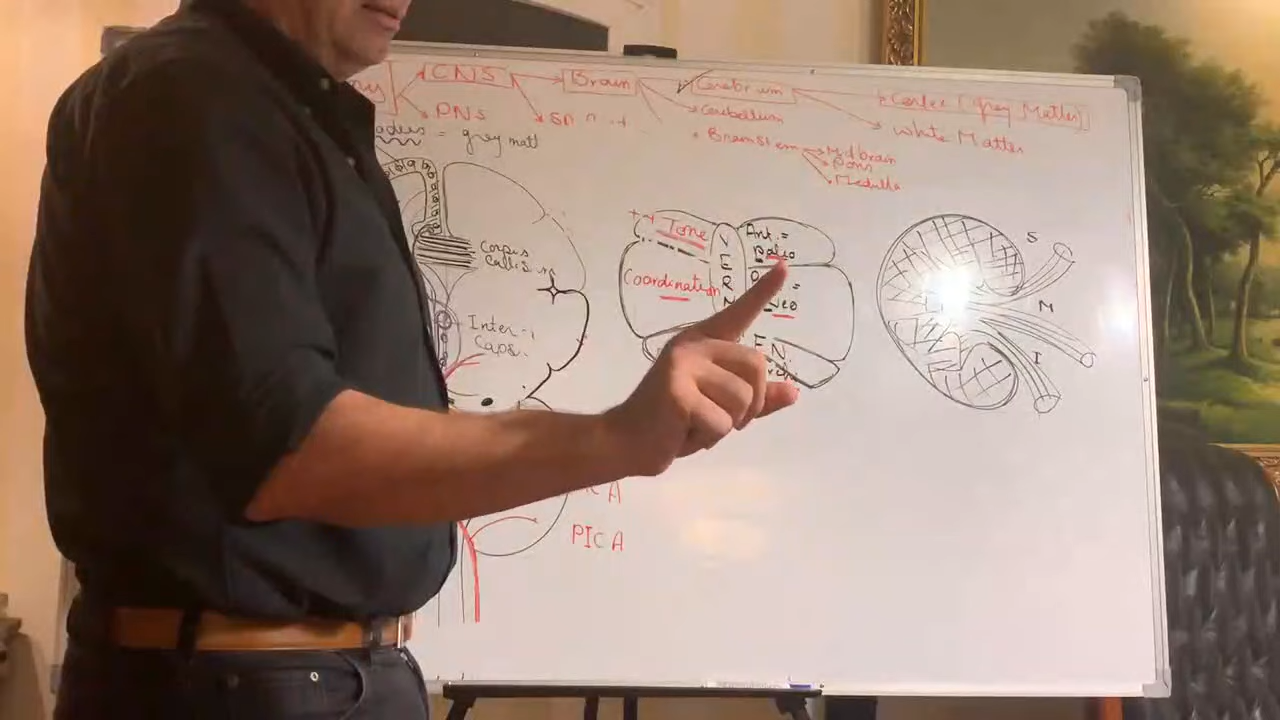 CNS
Brain
Cerebrum
Cortex (grey Matter)
PNS
Cerebellum
White Matter
= grey matt
Brainstem
Midbrain
Pons
Medulla
++ Tone
Ant. =
Paleo
S
Corpus
Coordination
VER
=
Neo
M
Inter
Caps.
I
PICA